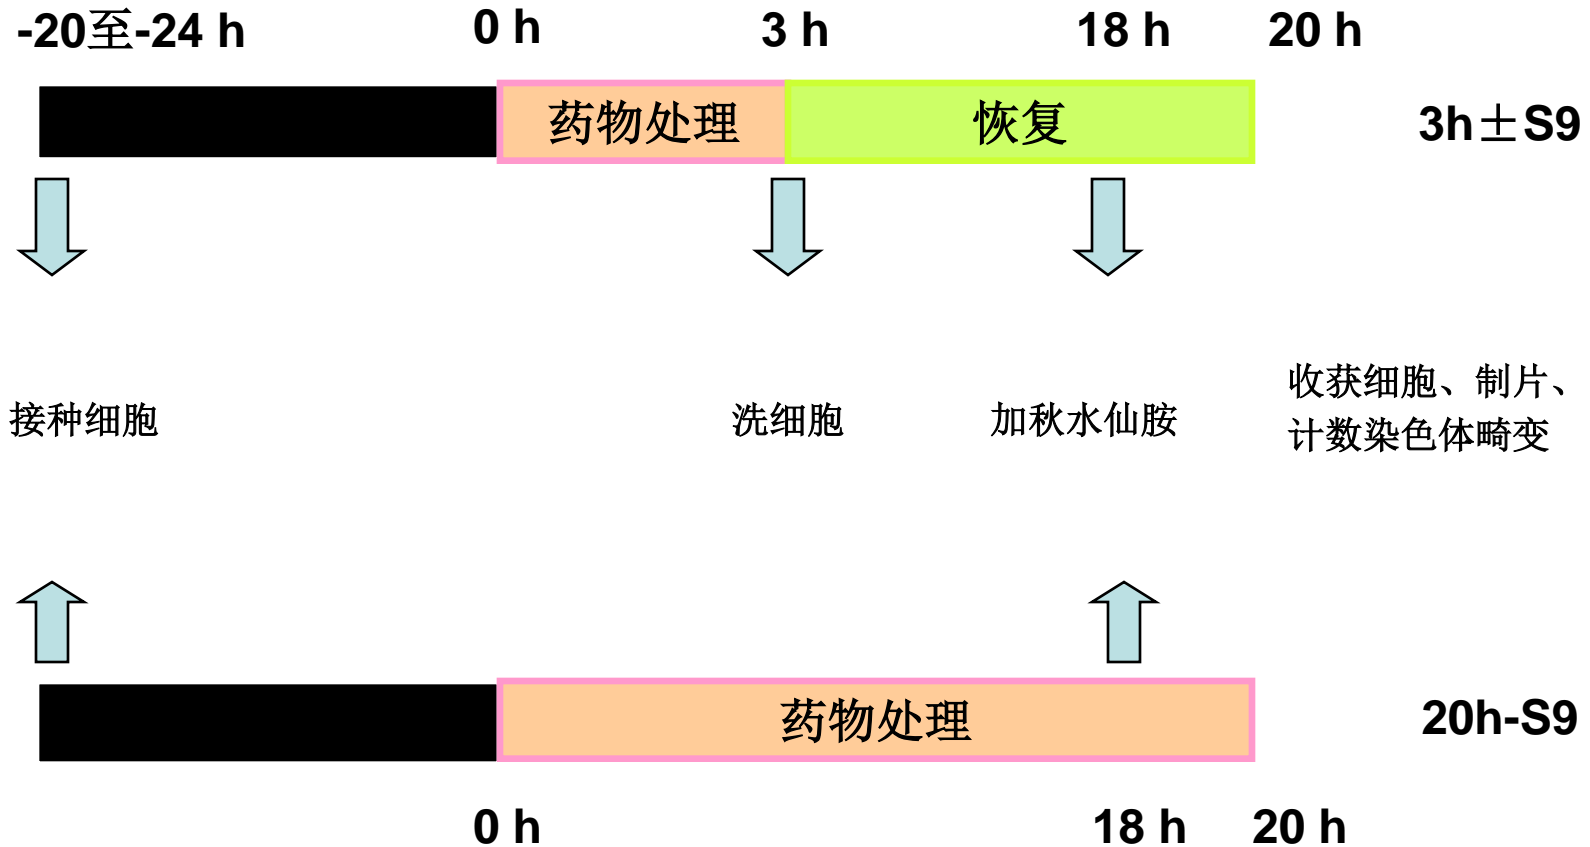 -20至-24 h
0 h
3 h
18 h
20 h
药物处理
恢复
3h±S9
接种细胞
洗细胞
加秋水仙胺
收获细胞、制片、
计数染色体畸变
药物处理
20h-S9
0 h
18 h
20 h